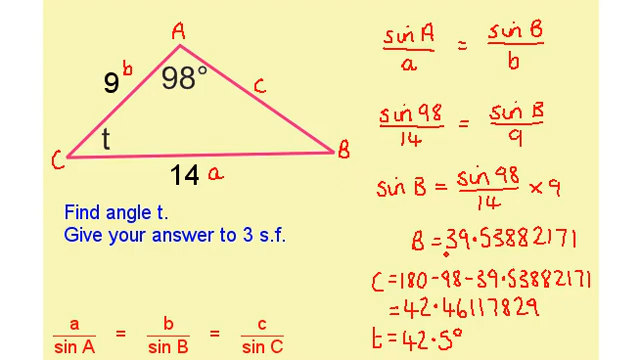 A
9 b
98°
c
C
t
B
14 a
Find angle t.
Give your answer to 3 s.f.
a/sin A = b/sin B = c/sin C
sin A/a = sin B/b
sin 98/14 = sin B/9
sin B = sin 98/14 × 9
B = 39.53882171
C = 180 - 98 - 39.53882171
= 42.46117829
t = 42.5°